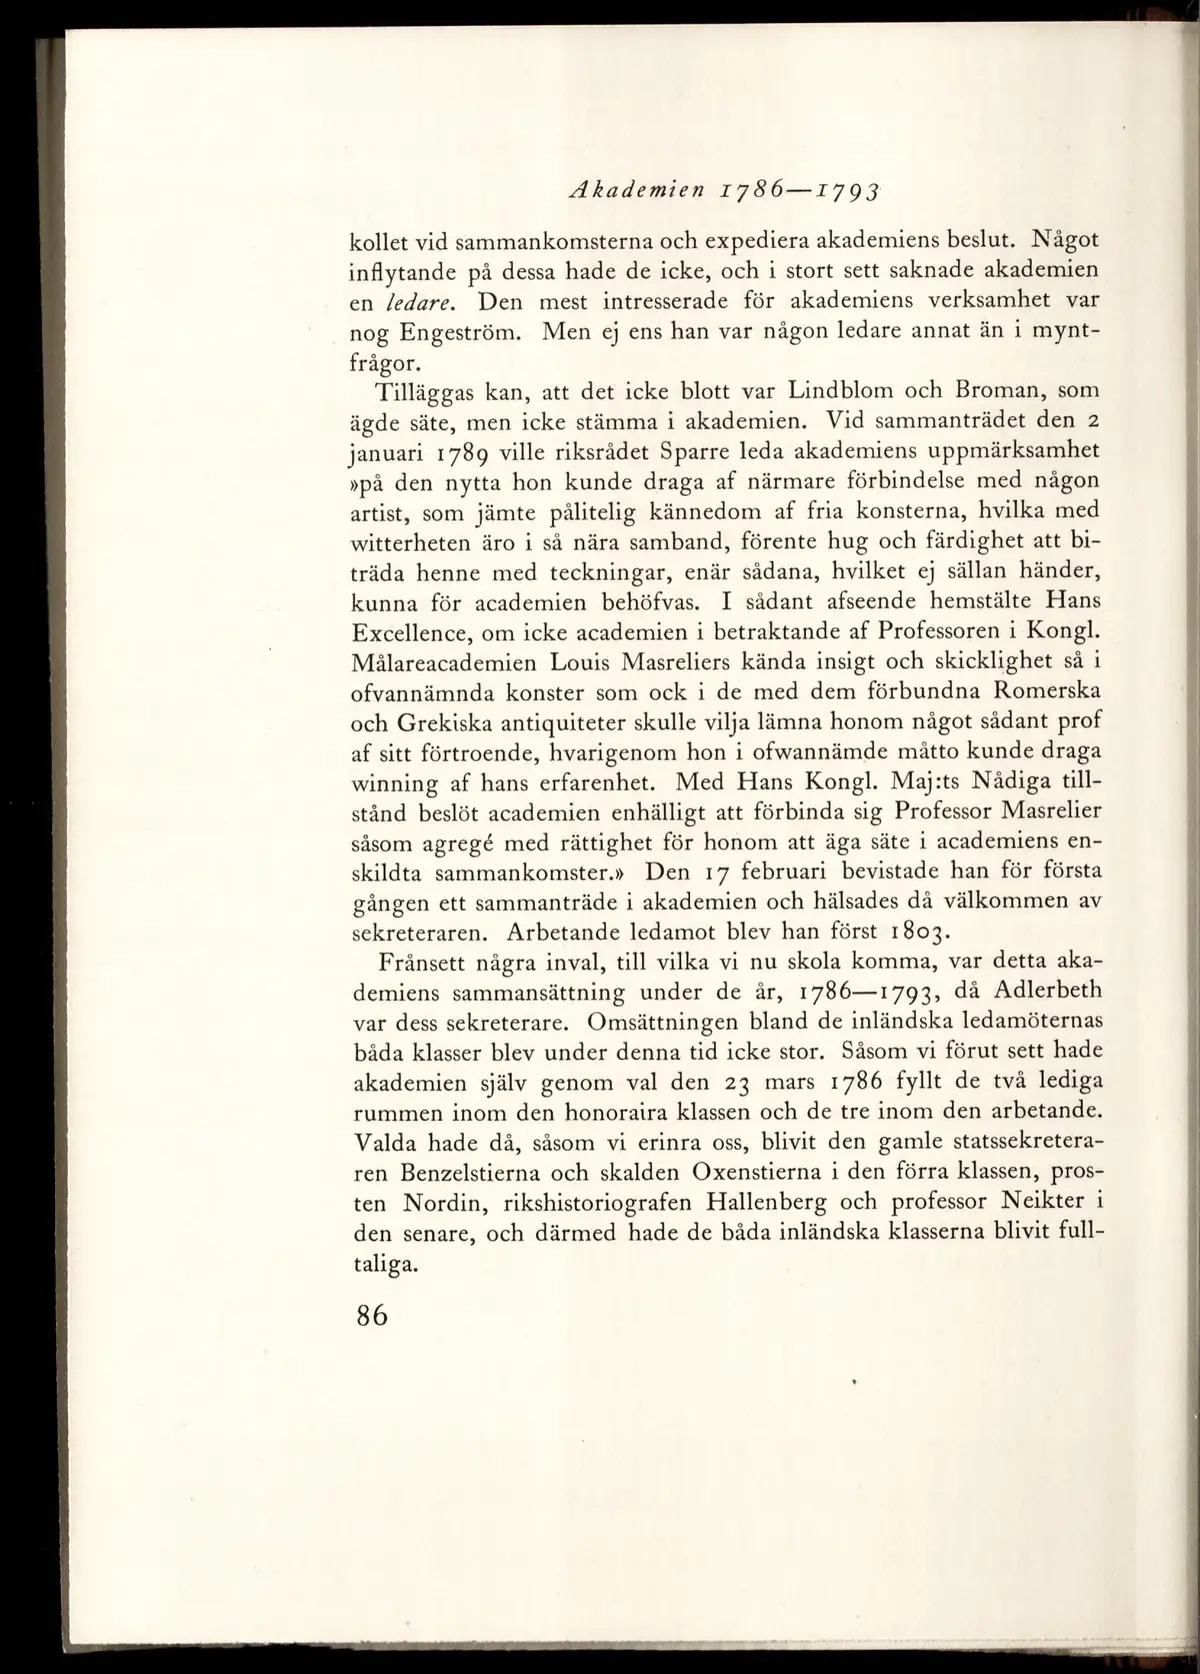 Akademien 1786—1793
kollet vid sammankomsterna och expediera akademiens beslut. Något
inflytande på dessa hade de icke, och i stort sett saknade akademien
en ledare. Den mest intresserade för akademiens verksamhet var
nog Engeström. Men ej ens han var någon ledare annat än i mynt-
frågor.
Tilläggas kan, att det icke blott var Lindblom och Broman, som
ägde säte, men icke stämma i akademien. Vid sammanträdet den 2
januari 1789 ville riksrådet Sparre leda akademiens uppmärksamhet
»på den nytta hon kunde draga af närmare förbindelse med någon
artist, som jämte pålitelig kännedom af fria konsterna, hvilka med
witterheten äro i så nära samband, förente hug och färdighet att bi-
träda henne med teckningar, enär sådana, hvilket ej sällan händer,
kunna för academien behöfvas. I sådant afseende hemstälte Hans
Excellence, om icke academien i betraktande af Professoren i Kongl.
Målareacademien Louis Masreliers kända insigt och skicklighet så i
ofvannämnda konster som ock i de med dem förbundna Romerska
och Grekiska antiquiteter skulle vilja lämna honom något sådant prof
af sitt förtroende, hvarigenom hon i ofwannämde måtto kunde draga
winning af hans erfarenhet. Med Hans Kongl. Maj:ts Nådiga till-
stånd beslöt academien enhälligt att förbinda sig Professor Masrelier
såsom agregé med rättighet för honom att äga säte i academiens en-
skildta sammankomster.» Den 17 februari bevistade han för första
gången ett sammanträde i akademien och hälsades då välkommen av
sekreteraren. Arbetande ledamot blev han först 1803.
Frånsett några inval, till vilka vi nu skola komma, var detta aka-
demiens sammansättning under de år, 1786—1793, då Adlerbeth
var dess sekreterare. Omsättningen bland de inländska ledamöternas
båda klasser blev under denna tid icke stor. Såsom vi förut sett hade
akademien själv genom val den 23 mars 1786 fyllt de två lediga
rummen inom den honoraira klassen och de tre inom den arbetande.
Valda hade då, såsom vi erinra oss, blivit den gamle statssekretera-
ren Benzelstierna och skalden Oxenstierna i den förra klassen, pros-
ten Nordin, rikshistoriografen Hallenberg och professor Neikter i
den senare, och därmed hade de båda inländska klasserna blivit full-
taliga.
86